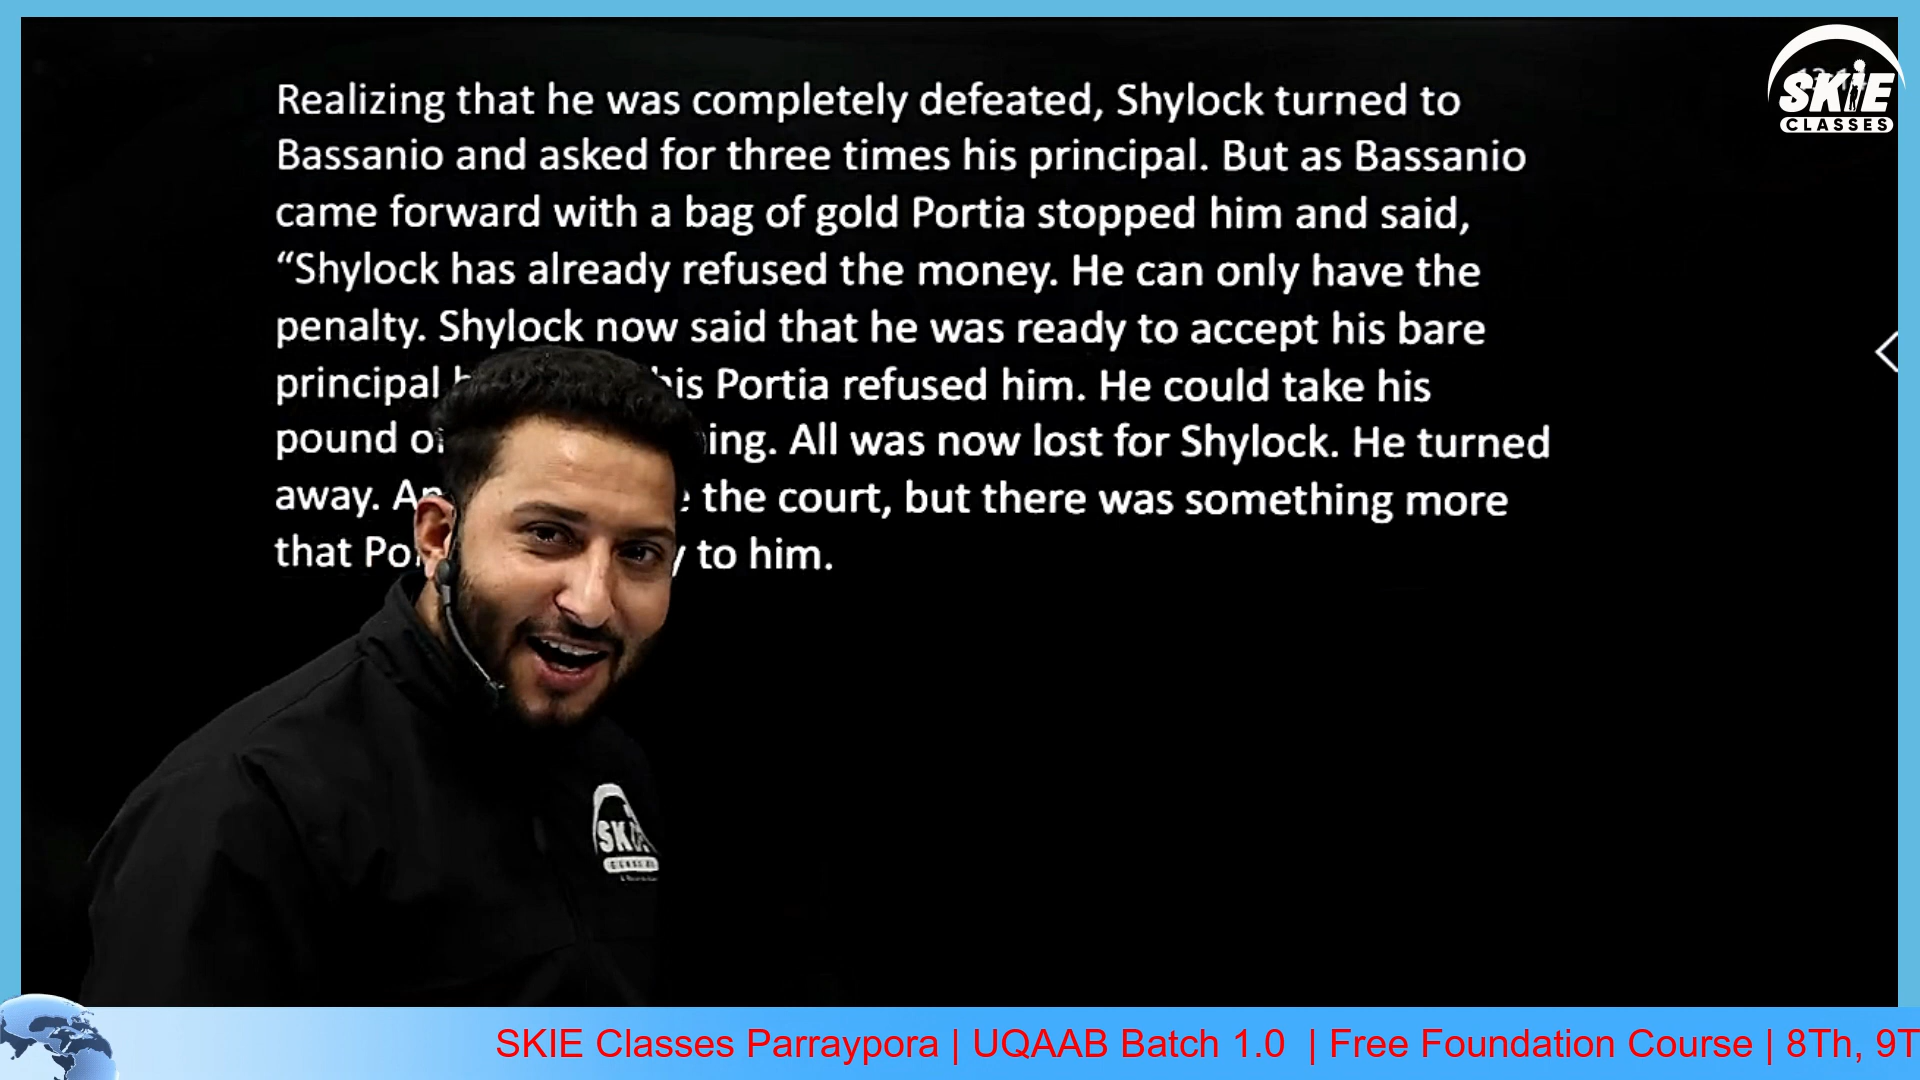 Realizing that he was completely defeated, Shylock turned to
Bassanio and asked for three times his principal. But as Bassanio
came forward with a bag of gold Portia stopped him and said,
“Shylock has already refused the money. He can only have the
penalty. Shylock now said that he was ready to accept his bare
principal Portia refused him. He could take his
pound All was now lost for Shylock. He turned
away. the court, but there was something more
that to him.
SKIE
CLASSES
SKIE Classes Parraypora | UQAAB Batch 1.0 | Free Foundation Course | 8Th, 9T